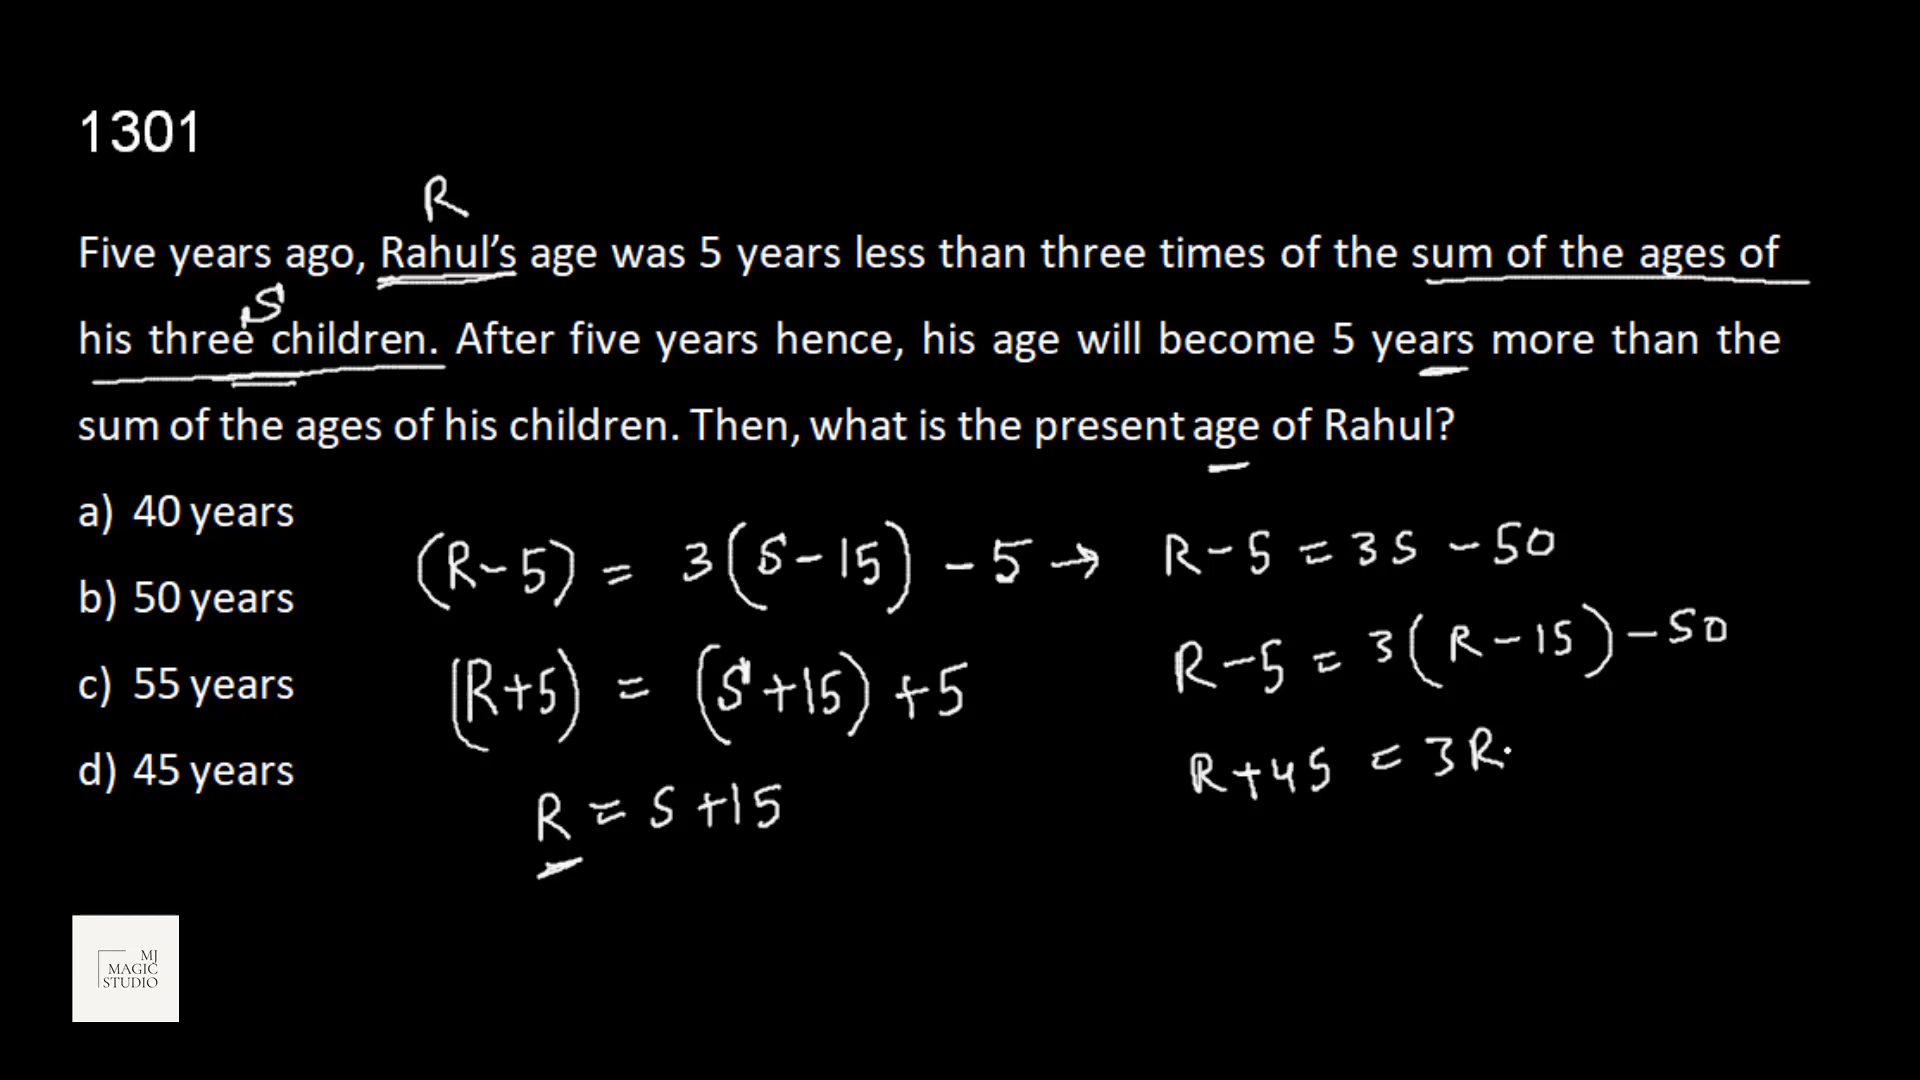 1301
R
Five years ago, Rahul’s age was 5 years less than three times of the sum of the ages of
S
his three children. After five years hence, his age will become 5 years more than the
sum of the ages of his children. Then, what is the present age of Rahul?
a) 40 years
b) 50 years
c) 55 years
d) 45 years
(R-5) = 3(S-15) - 5 →
(R+5) = (S+15) + 5
R = S+15
R-5 = 3S - 50
R-5 = 3(R-15) - 50
R+45 = 3R.
MJ
MAGIC
STUDIO